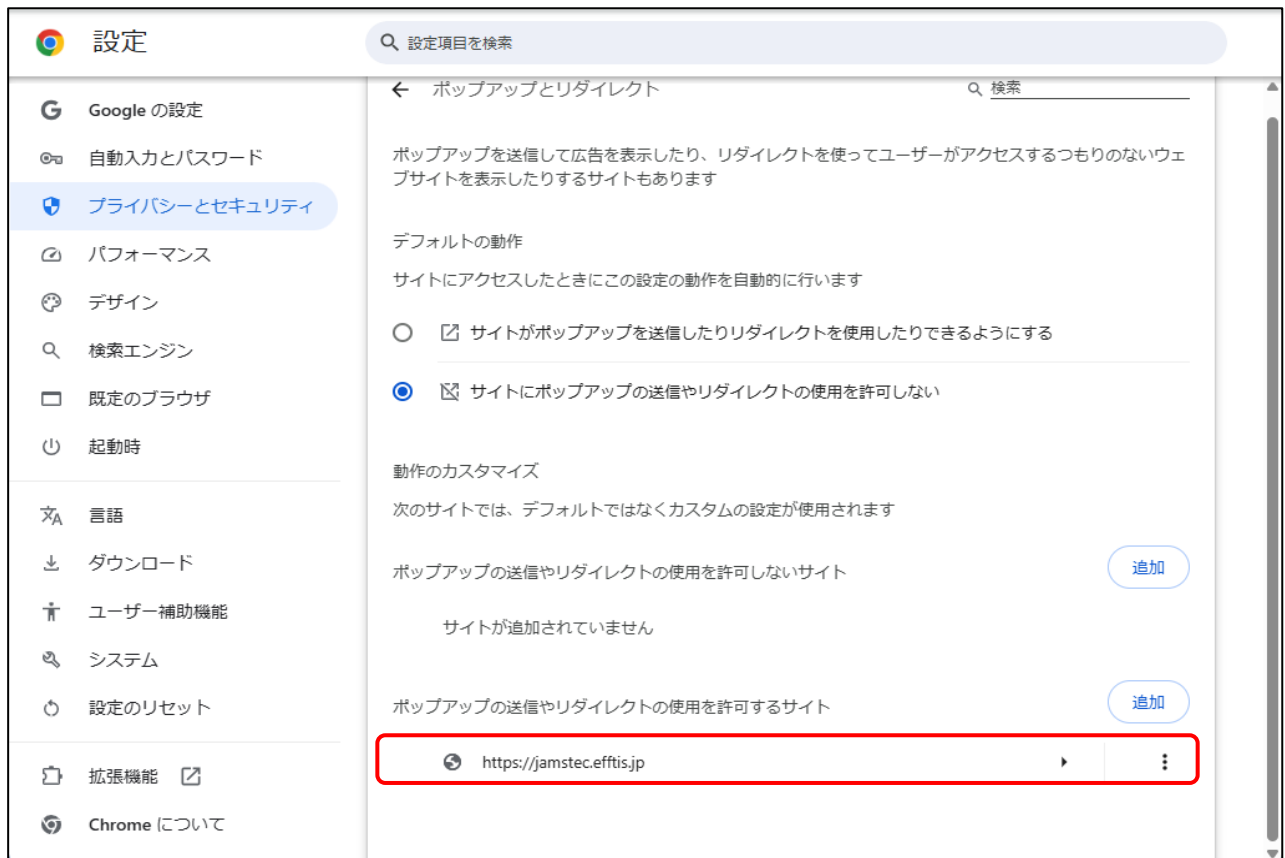 設定
設定項目を検索
Google の設定
自動入力とパスワード
プライバシーとセキュリティ
パフォーマンス
デザイン
検索エンジン
既定のブラウザ
起動時
言語
ダウンロード
ユーザー補助機能
システム
設定のリセット
拡張機能
Chrome について
ポップアップとリダイレクト
検索
ポップアップを送信して広告を表示したり、リダイレクトを使ってユーザーがアクセスするつもりのないウェ
ブサイトを表示したりするサイトもあります
デフォルトの動作
サイトにアクセスしたときにこの設定の動作を自動的に行います
サイトがポップアップを送信したりリダイレクトを使用したりできるようにする
サイトにポップアップの送信やリダイレクトの使用を許可しない
動作のカスタマイズ
次のサイトでは、デフォルトではなくカスタムの設定が使用されます
ポップアップの送信やリダイレクトの使用を許可しないサイト
追加
サイトが追加されていません
ポップアップの送信やリダイレクトの使用を許可するサイト
追加
https://jamstec.efftis.jp